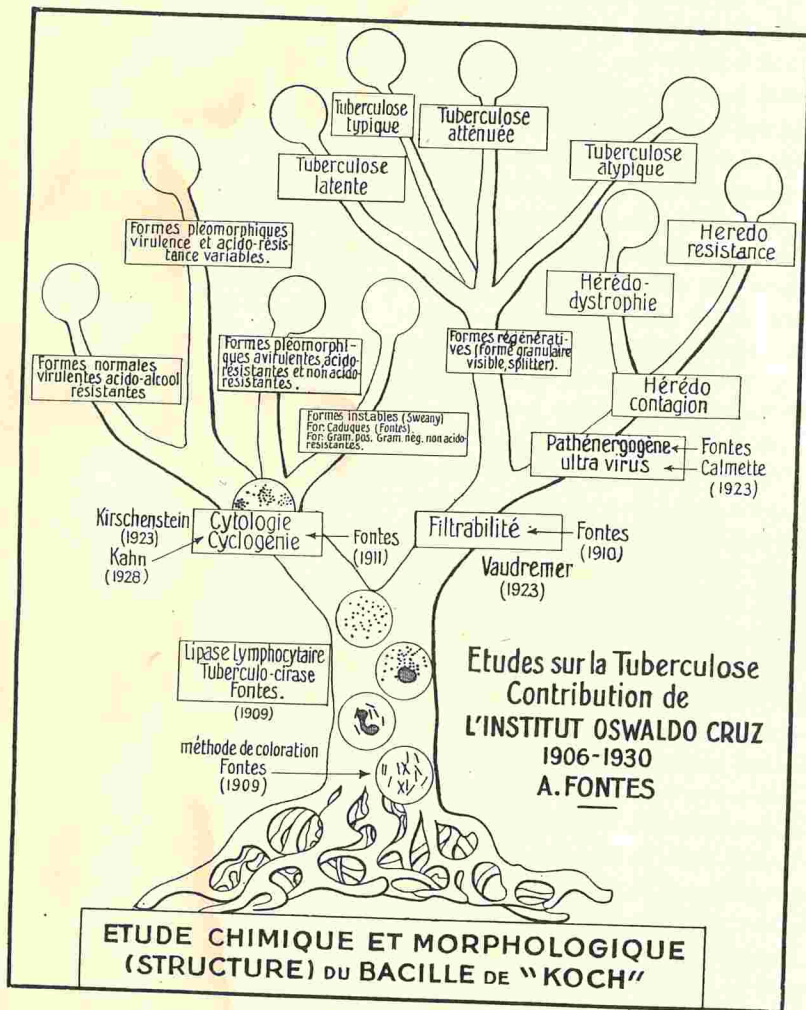 Tuberculose
typique
Tuberculose
atténuée
Tuberculose
latente
Tuberculose
atypique
Formes pléomorphiques
virulence et acido-résis-
tance variables.
Hérédo-
dystrophie
Heredo
resistance
Formes normales
virulentes acido-alcool
résistantes
Formes pléomorphi-
ques avirulentes, acido-
résistantes et non acido-
résistantes.
Formes instables (Sweany)
For. Caduques (Fontes).
For. Gram. pos. Gram. nég. non acido-
résistantes.
Formes régénérati-
ves (forme granulaire
visible, splitter).
Hérédo
contagion
Pathénergogène
ultra virus
Fontes
Calmette
(1923)
Kirschenstein
(1923)
Kahn
(1928)
Cytologie
Cyclogénie
Fontes
(1911)
Filtrabilité
Fontes
(1910)
Vaudremer
(1923)
Lipase lymphocytaire
Tuberculo-cirase
Fontes.
(1909)
méthode de coloration
Fontes
(1909)
Etudes sur la Tuberculose
Contribution de
L'INSTITUT OSWALDO CRUZ
1906-1930
A. FONTES
ETUDE CHIMIQUE ET MORPHOLOGIQUE
(STRUCTURE) DU BACILLE DE "KOCH"